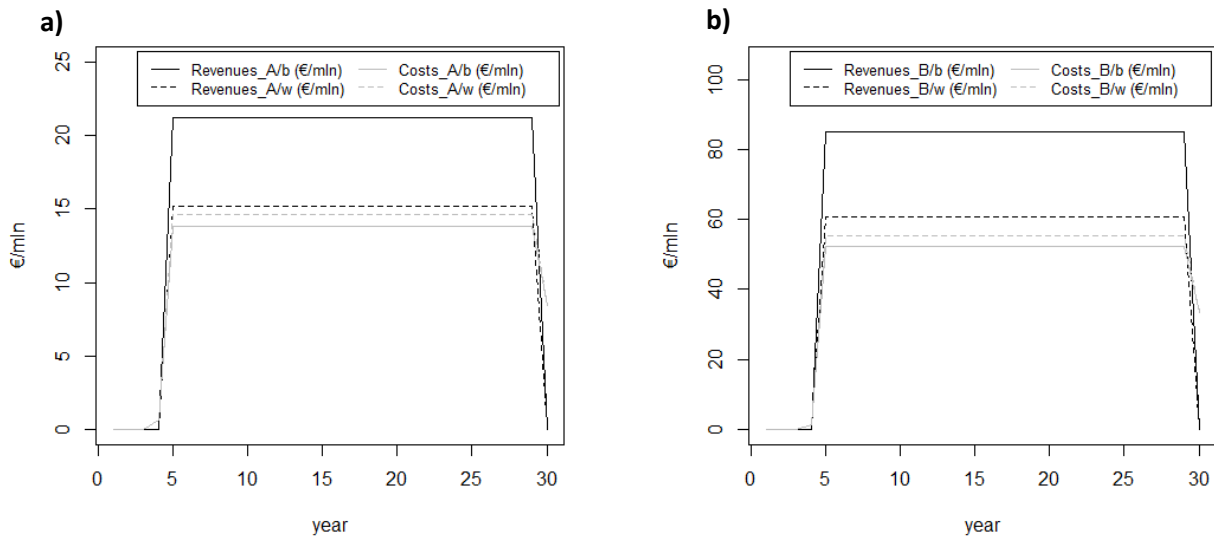 a)
Revenues_A/b (€/mln) Costs_A/b (€/mln)
Revenues_A/w (€/mln) Costs_A/w (€/mln)
25
20
15
10
5
0
€/mln
0 5 10 15 20 25 30
year
b)
Revenues_B/b (€/mln) Costs_B/b (€/mln)
Revenues_B/w (€/mln) Costs_B/w (€/mln)
100
80
60
40
20
0
€/mln
0 5 10 15 20 25 30
year